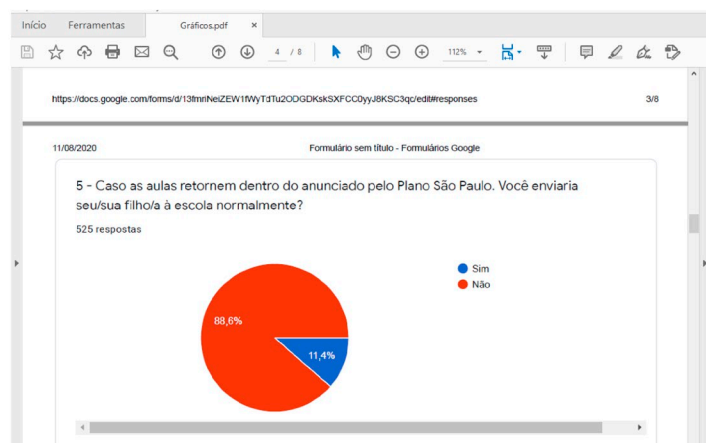 Início Ferramentas Gráficos.pdf ×
4 / 8 112%
https://docs.google.com/forms/d/13fmriNeiZEW1fWyTdTu2ODGDKskSXFCC0yyJ8KSC3qc/edit#responses 3/8
11/08/2020 Formulário sem título - Formulários Google
5 - Caso as aulas retornem dentro do anunciado pelo Plano São Paulo. Você enviaria
seu/sua filho/a à escola normalmente?
525 respostas
Sim
Não
88,6%
11,4%